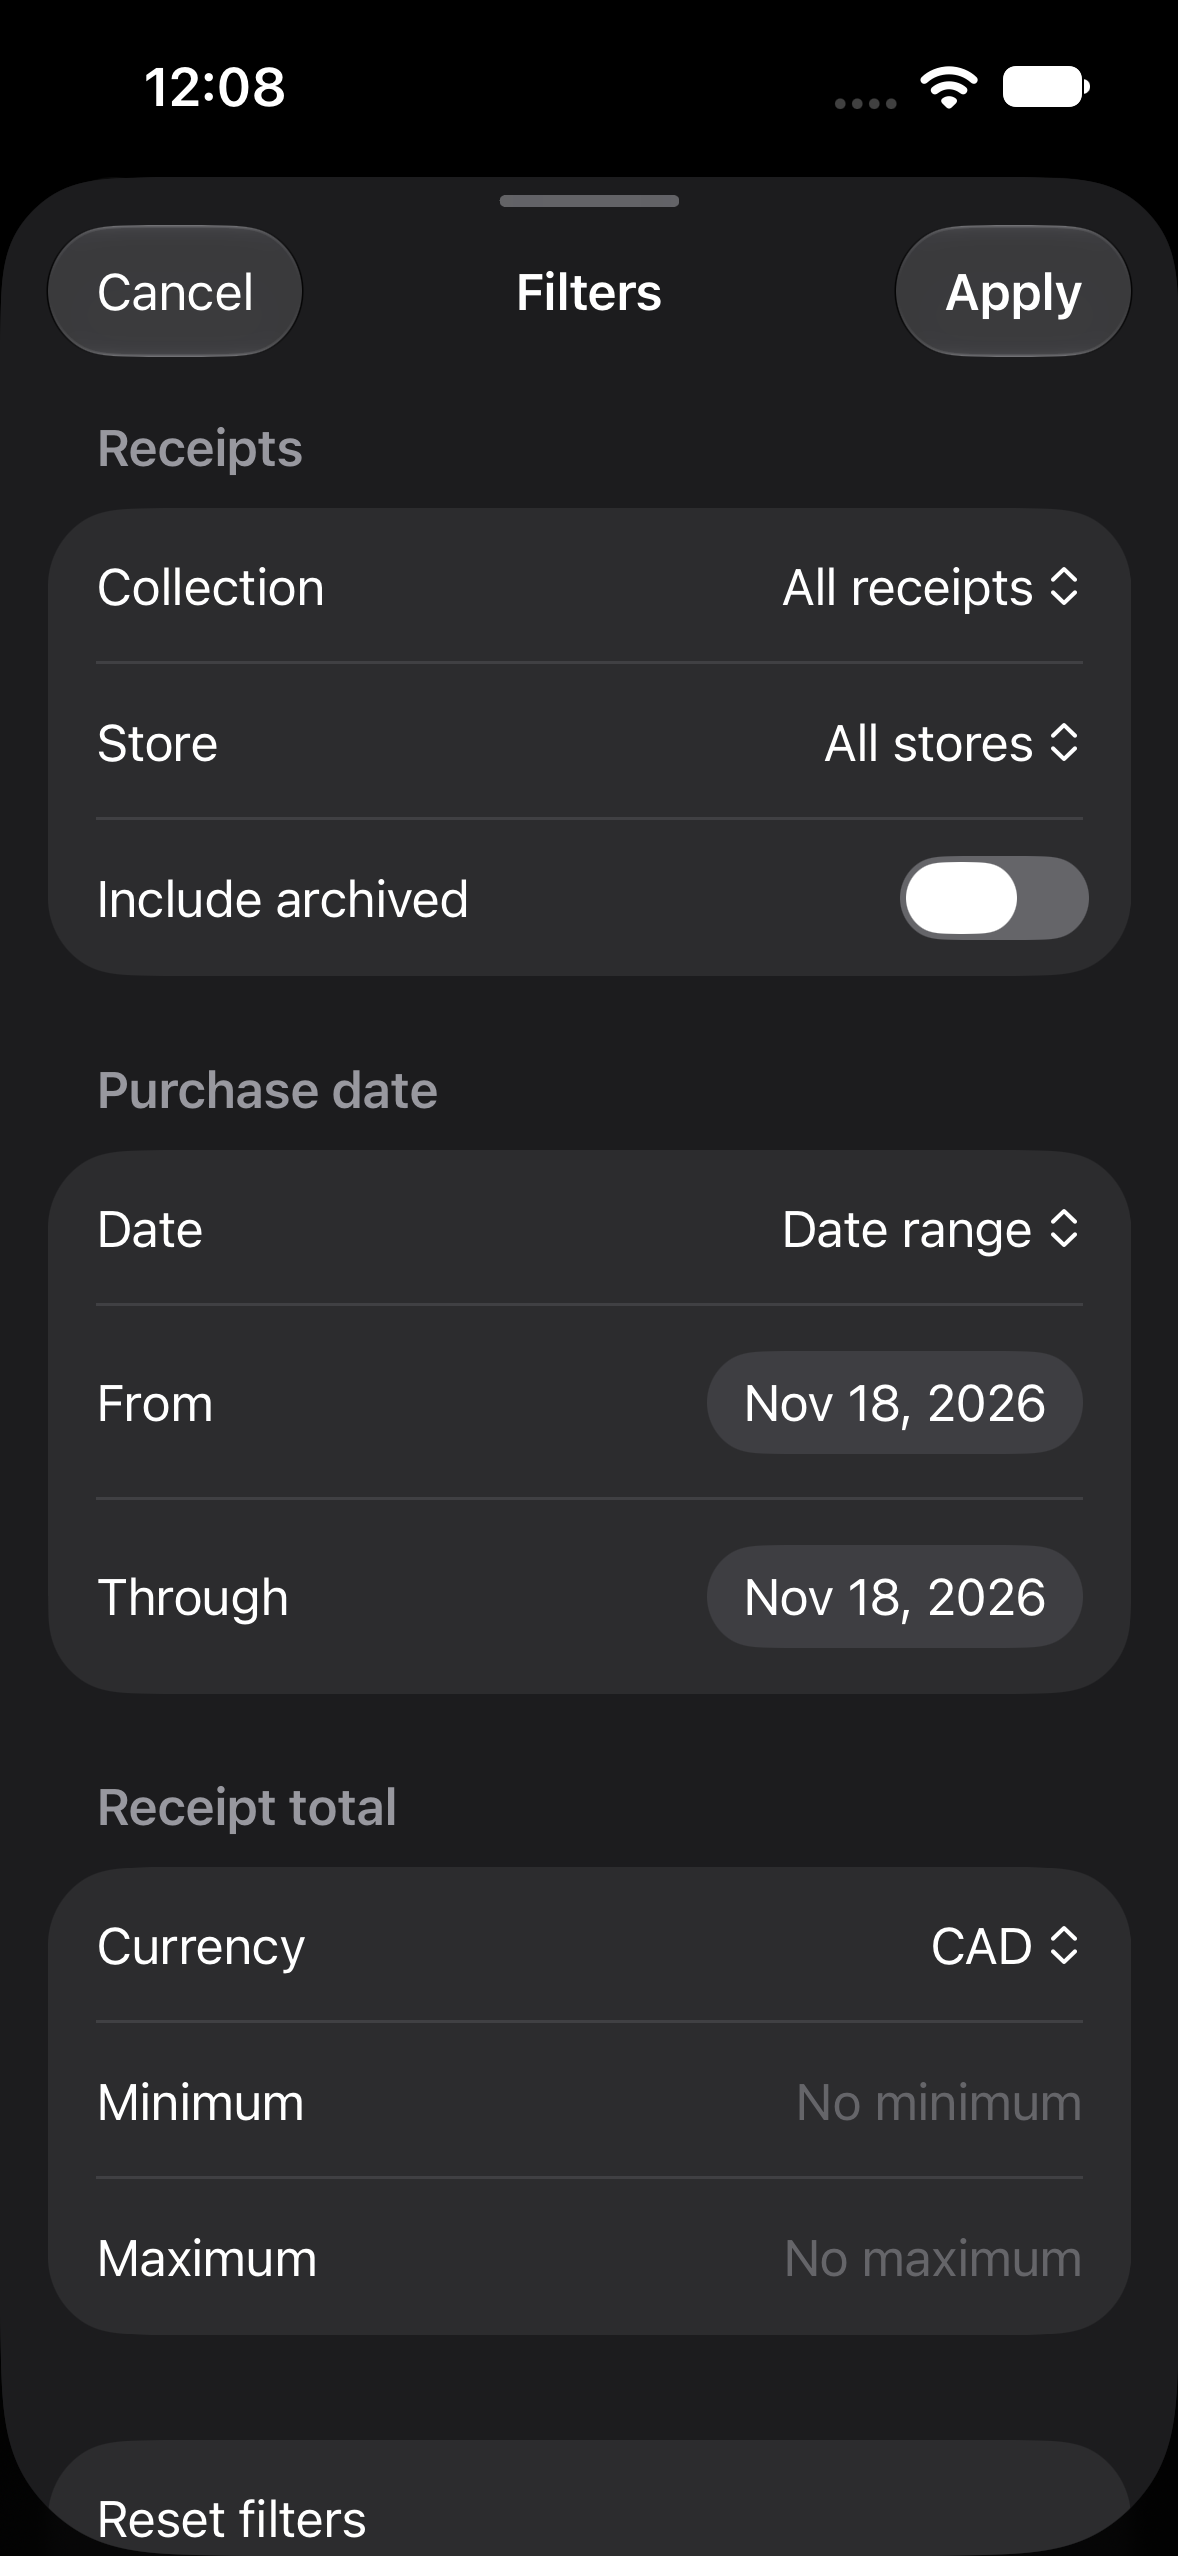 12:08
Cancel
Filters
Apply
Receipts
Collection
All receipts
Store
All stores
Include archived
Purchase date
Date
Date range
From
Nov 18, 2026
Through
Nov 18, 2026
Receipt total
Currency
CAD
Minimum
No minimum
Maximum
No maximum
Reset filters